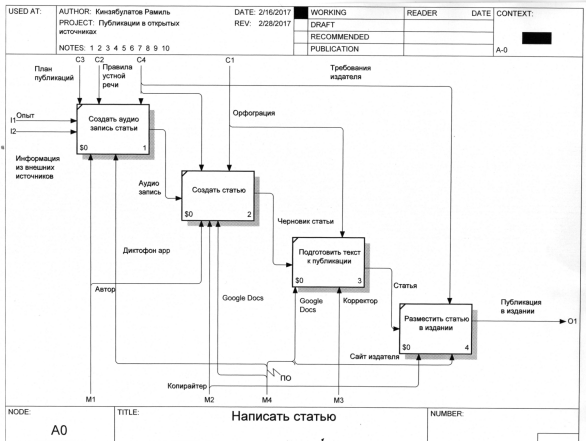 USED AT:
AUTHOR: Кинзябулатов Рамиль
DATE: 2/16/2017
PROJECT: Публикации в открытых
источниках
REV: 2/28/2017
NOTES: 1 2 3 4 5 6 7 8 9 10
WORKING
DRAFT
RECOMMENDED
PUBLICATION
READER
DATE
CONTEXT:
A-0
C3
C2
C4
C1
План
публикаций
Правила
устной
речи
Требования
издателя
I1
Опыт
I2
Создать аудио
запись статьи
$0
1
Орфограция
Информация
из внешних
источников
Аудио
запись
Создать статью
$0
2
Черновик статьи
Диктофон app
Подготовить текст
к публикации
$0
3
Автор
Google Docs
Google
Docs
Корректор
Статья
Публикация
в издании
O1
Разместить статью
в издании
$0
4
Сайт издателя
ПО
Копирайтер
M1
M2
M4
M3
NODE:
A0
TITLE:
Написать статью
NUMBER: